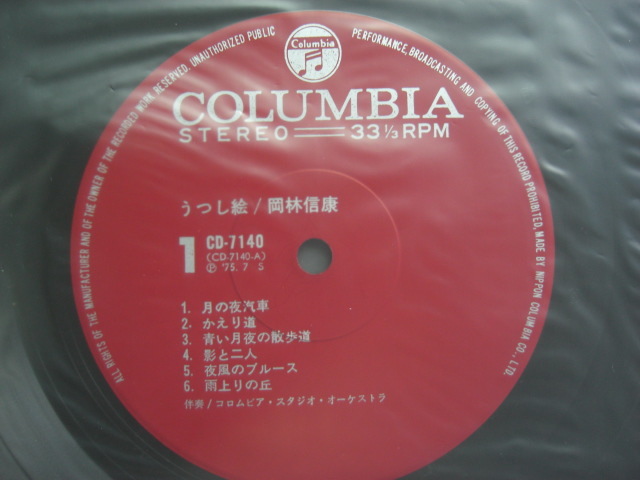 ALL RIGHTS OF THE MANUFACTURER AND OF THE OWNER OF THE RECORDED WORK RESERVED. UNAUTHORIZED PUBLIC PERFORMANCE, BROADCASTING AND COPYING OF THIS RECORD PROHIBITED, MADE BY NIPPON COLUMBIA CO., LTD.
Columbia
COLUMBIA
STEREO 33 1/3 RPM
うつし絵/岡林信康
1 CD-7140
(CD-7140-A)
Ⓟ '75. 7 S
1. 月の夜汽車
2. かえり道
3. 青い月夜の散歩道
4. 影と二人
5. 夜風のブルース
6. 雨上りの丘
伴奏/コロムビア・スタジオ・オーケストラ